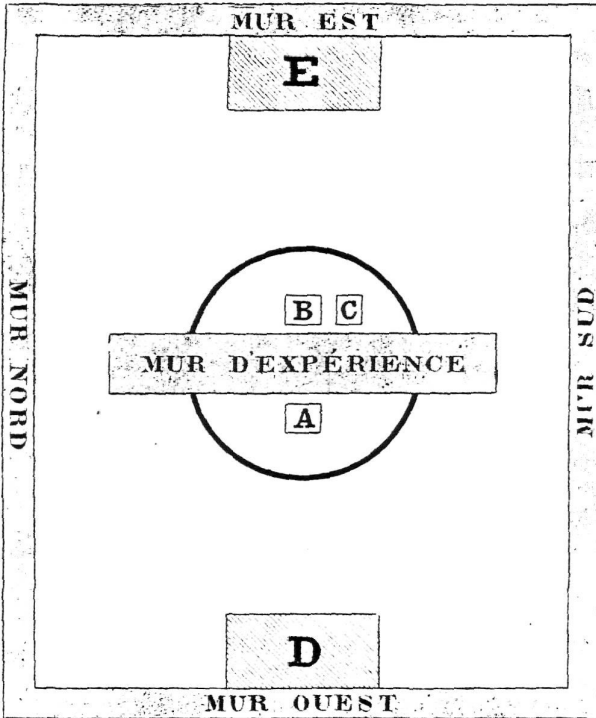 MUR EST
E
MUR NORD
B C
MUR D'EXPÉRIENCE
A
MUR SUD
D
MUR OUEST